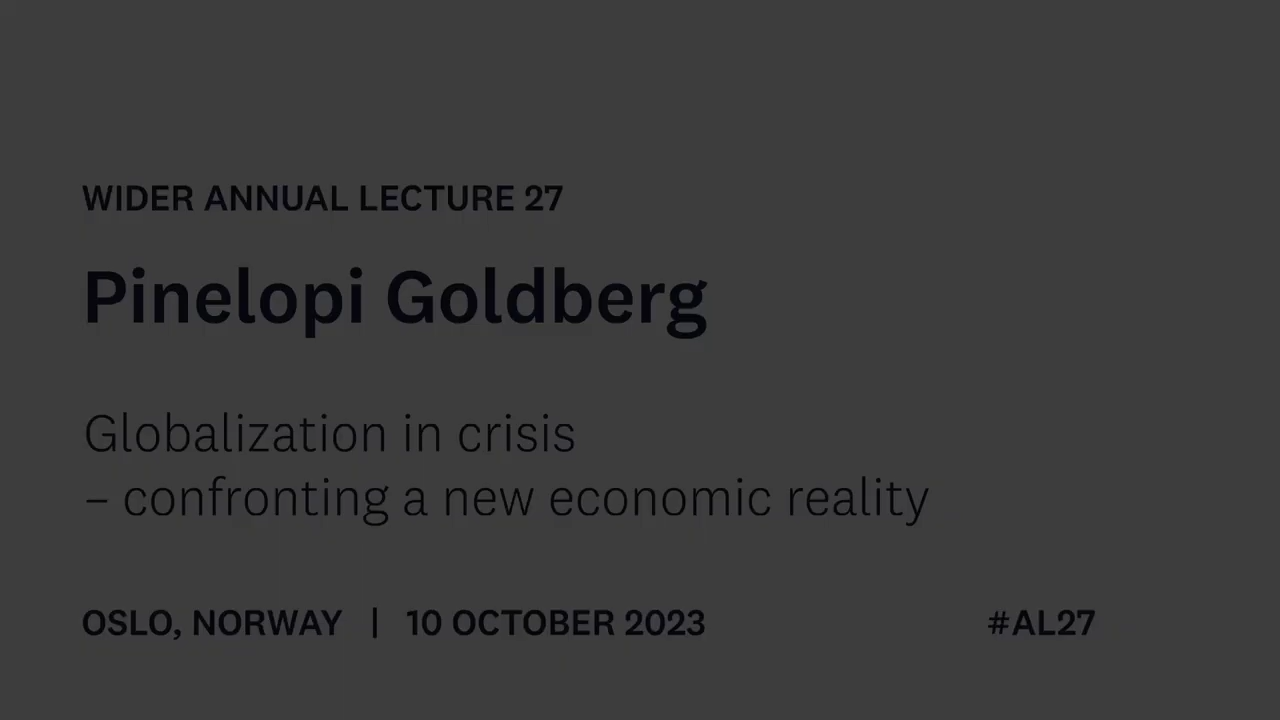 WIDER ANNUAL LECTURE 27
Pinelopi Goldberg
Globalization in crisis
– confronting a new economic reality
OSLO, NORWAY | 10 OCTOBER 2023 #AL27